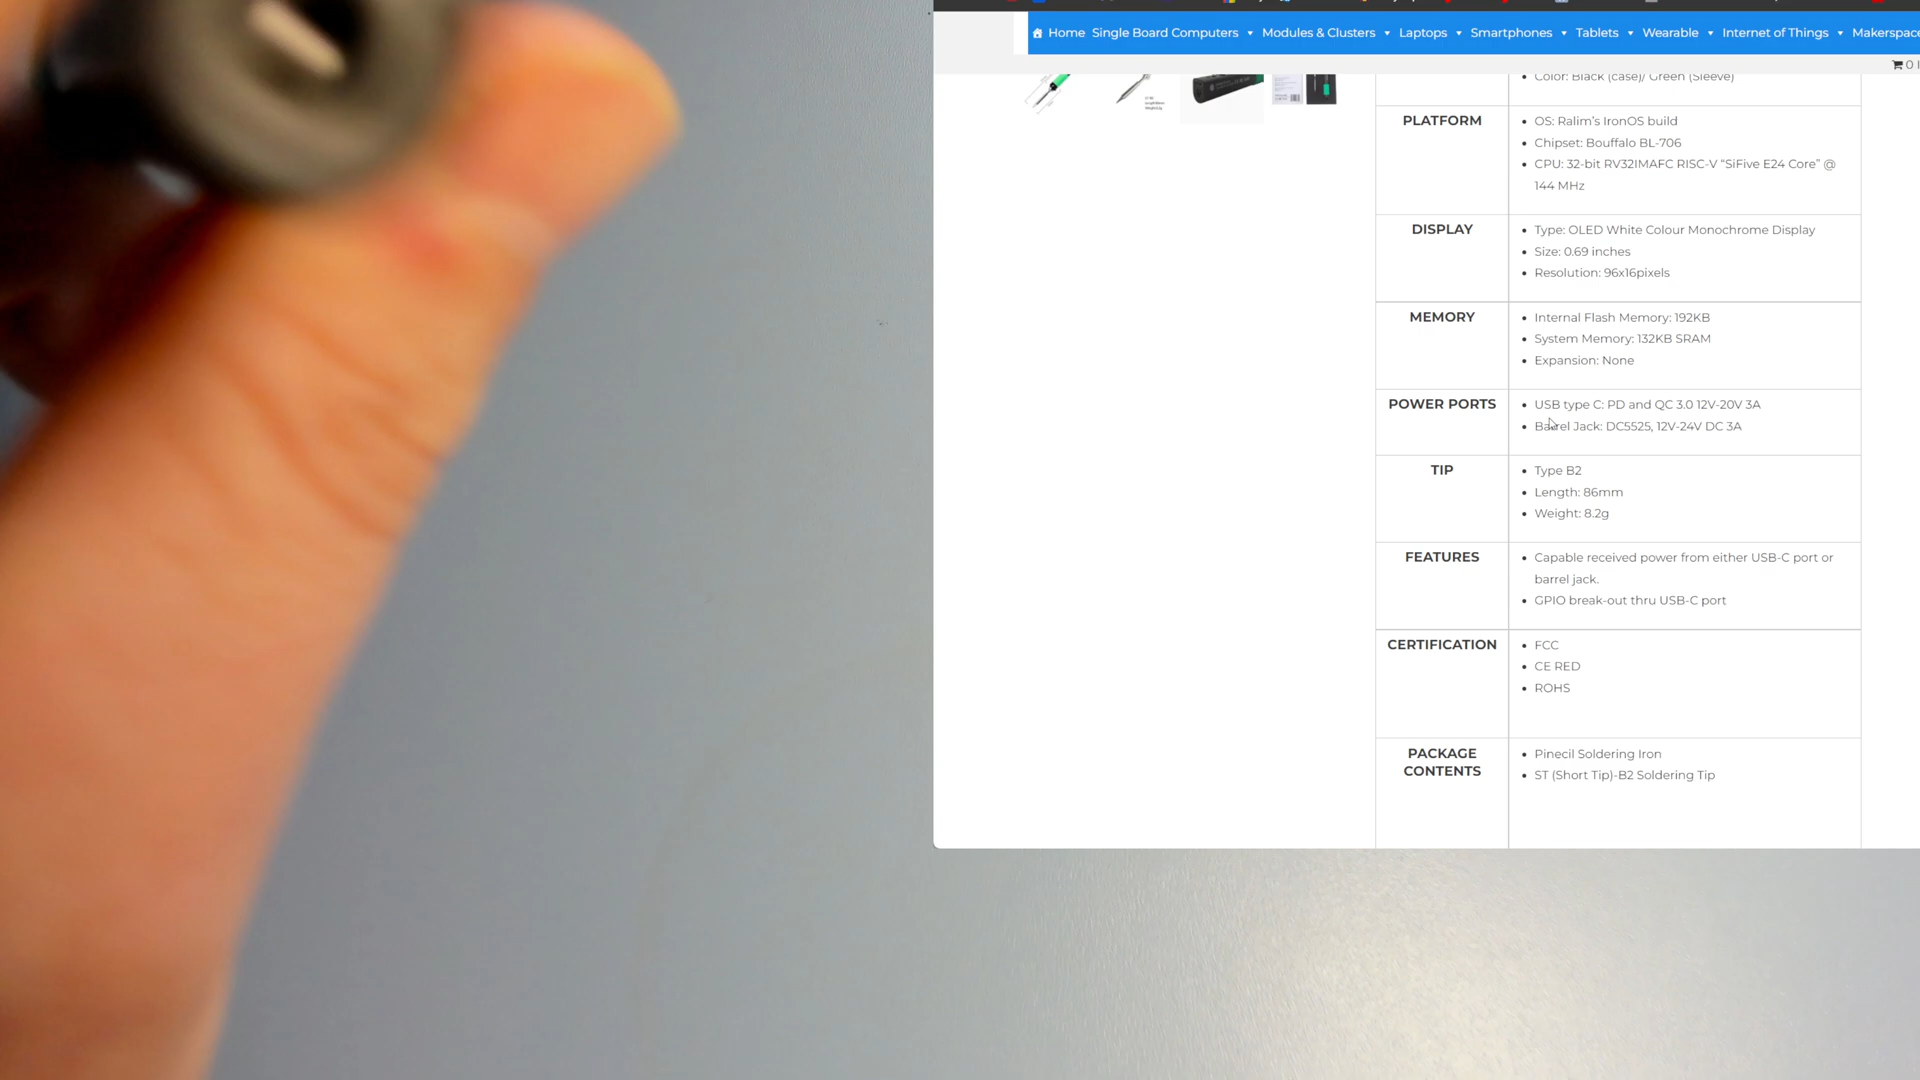 Home Single Board Computers Modules & Clusters Laptops Smartphones Tablets Wearable Internet of Things Makerspace
0
Color: Black (case)/ Green (Sleeve)
PLATFORM
OS: Ralim's IronOS build
Chipset: Bouffalo BL-706
CPU: 32-bit RV32IMAFC RISC-V “SiFive E24 Core” @
144 MHz
DISPLAY
Type: OLED White Colour Monochrome Display
Size: 0.69 inches
Resolution: 96x16pixels
MEMORY
Internal Flash Memory: 192KB
System Memory: 132KB SRAM
Expansion: None
POWER PORTS
USB type C: PD and QC 3.0 12V-20V 3A
Barrel Jack: DC5525, 12V-24V DC 3A
TIP
Type B2
Length: 86mm
Weight: 8.2g
FEATURES
Capable received power from either USB-C port or
barrel jack.
GPIO break-out thru USB-C port
CERTIFICATION
FCC
CE RED
ROHS
PACKAGE
CONTENTS
Pinecil Soldering Iron
ST (Short Tip)-B2 Soldering Tip